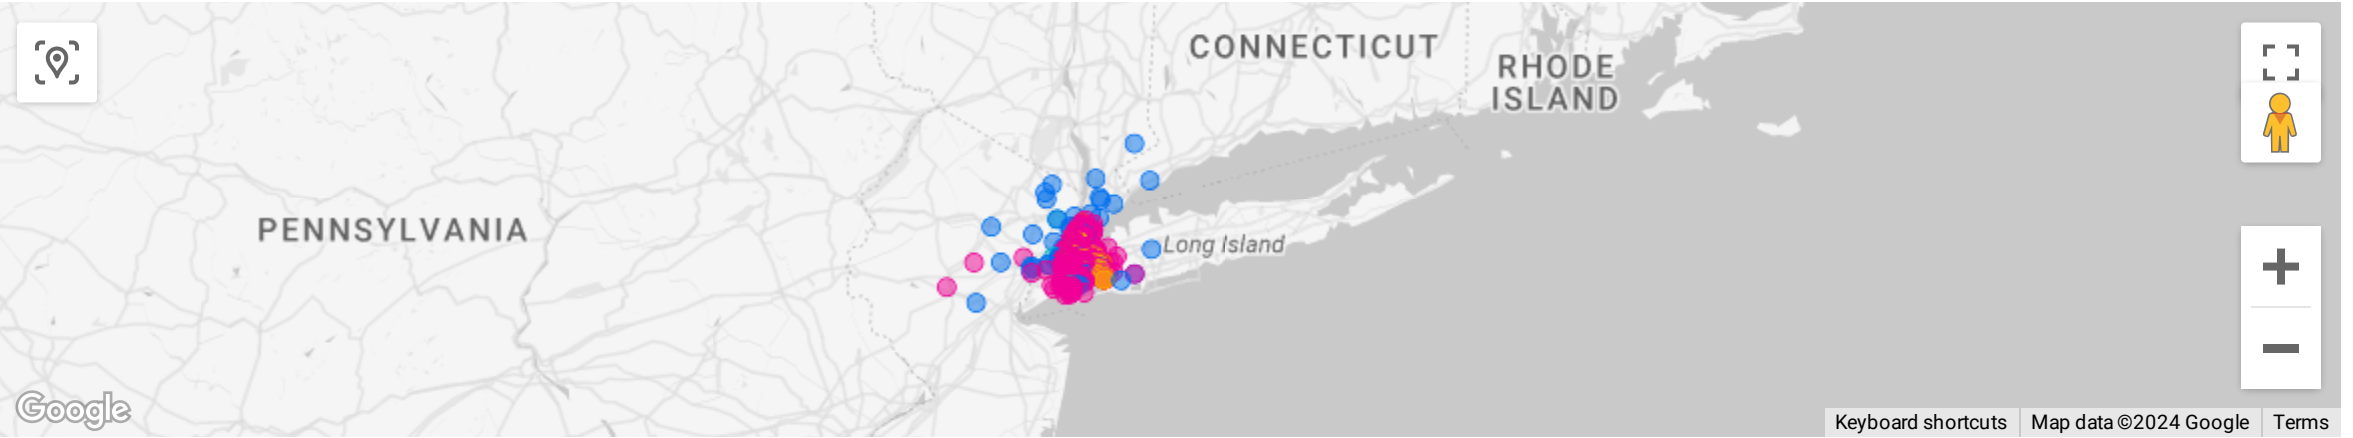 CONNECTICUT
RHODE
ISLAND
PENNSYLVANIA
Long Island
Google
Keyboard shortcuts
Map data ©2024 Google
Terms